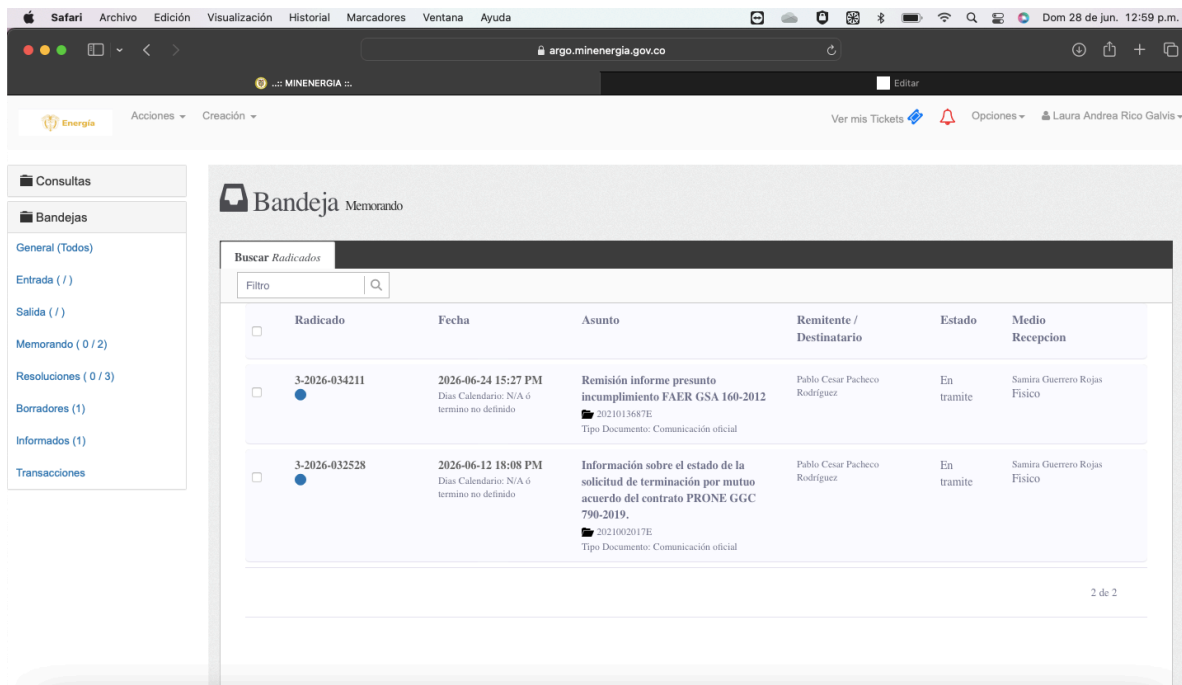 Safari Archivo Edición Visualización Historial Marcadores Ventana Ayuda Dom 28 de jun. 12:59 p.m.
argo.minenergia.gov.co
..:: MINENERGIA ::. Editar
Energía Acciones Creación Ver mis Tickets Opciones Laura Andrea Rico Galvis
Consultas
Bandejas
General (Todos)
Entrada ( / )
Salida ( / )
Memorando ( 0 / 2)
Resoluciones ( 0 / 3)
Borradores (1)
Informados (1)
Transacciones
Bandeja Memorando
Buscar Radicados
Filtro
Radicado Fecha Asunto Remitente / Estado Medio
Destinatario Recepcion
3-2026-034211 2026-06-24 15:27 PM Remisión informe presunto Pablo Cesar Pacheco En Samira Guerrero Rojas
Dias Calendario: N/A ó incumplimiento FAER GSA 160-2012 Rodríguez tramite Fisico
termino no definido 2021013687E
Tipo Documento: Comunicación oficial
3-2026-032528 2026-06-12 18:08 PM Información sobre el estado de la Pablo Cesar Pacheco En Samira Guerrero Rojas
Dias Calendario: N/A ó solicitud de terminación por mutuo Rodríguez tramite Fisico
termino no definido acuerdo del contrato PRONE GGC
790-2019.
2021002017E
Tipo Documento: Comunicación oficial
2 de 2